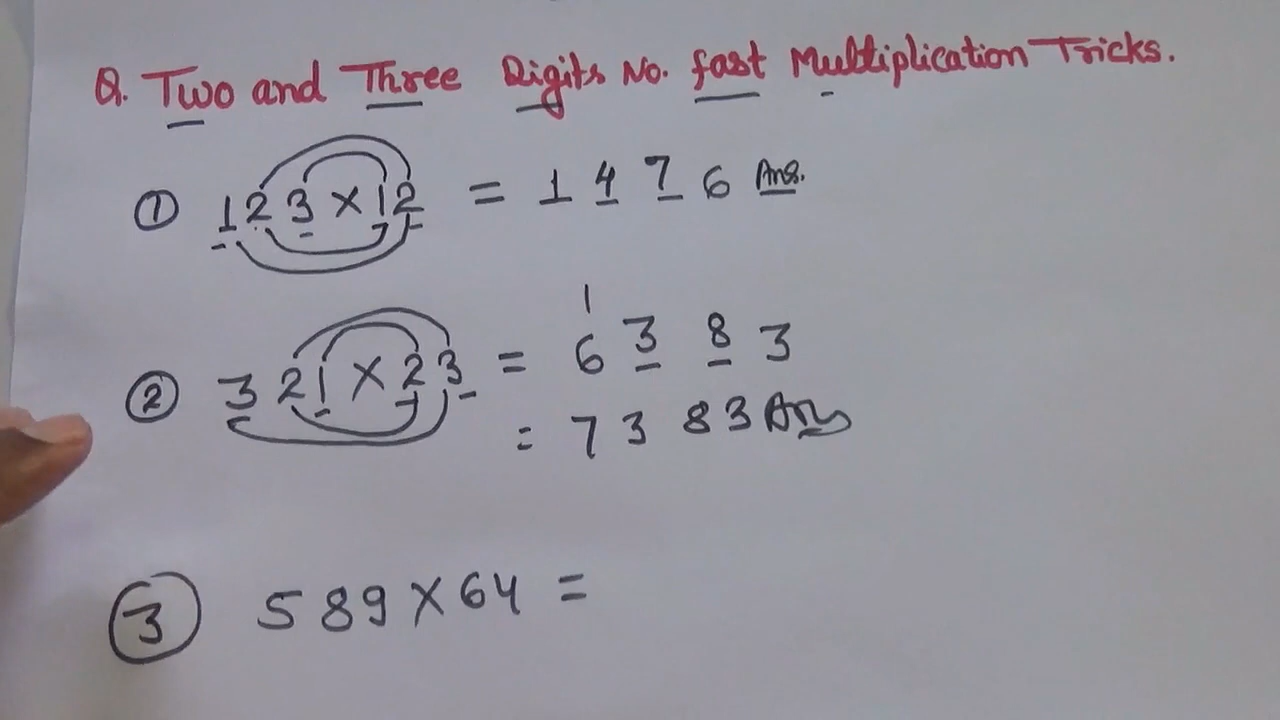 Q. Two and Three Digits No. fast Multiplication Tricks.
① 123 × 12 = 1 4 7 6 Ans.
1
② 321 × 23 = 6 3 8 3
= 7 3 8 3 Ans
③ 589 × 64 =